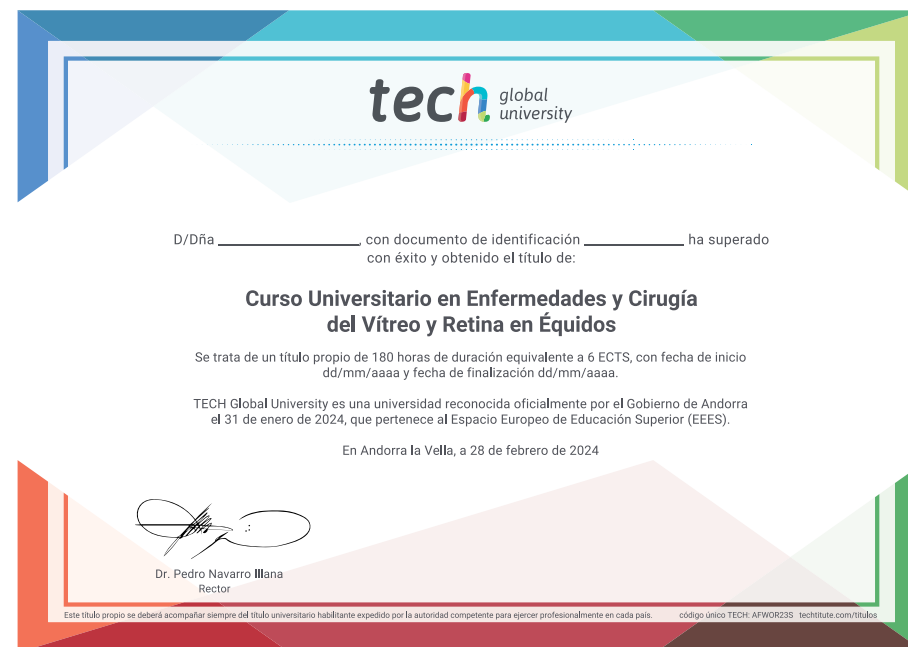 tech global
university
D/Dña ____________, con documento de identificación ____________ ha superado
con éxito y obtenido el título de:
Curso Universitario en Enfermedades y Cirugía
del Vítreo y Retina en Équidos
Se trata de un título propio de 180 horas de duración equivalente a 6 ECTS, con fecha de inicio
dd/mm/aaaa y fecha de finalización dd/mm/aaaa.
TECH Global University es una universidad reconocida oficialmente por el Gobierno de Andorra
el 31 de enero de 2024, que pertenece al Espacio Europeo de Educación Superior (EEES).
En Andorra la Vella, a 28 de febrero de 2024
Dr. Pedro Navarro Illana
Rector
Este título propio se deberá acompañar siempre del título universitario habilitante expedido por la autoridad competente para ejercer profesionalmente en cada país. código único TECH: AFWOR23S techtitute.com/titulos